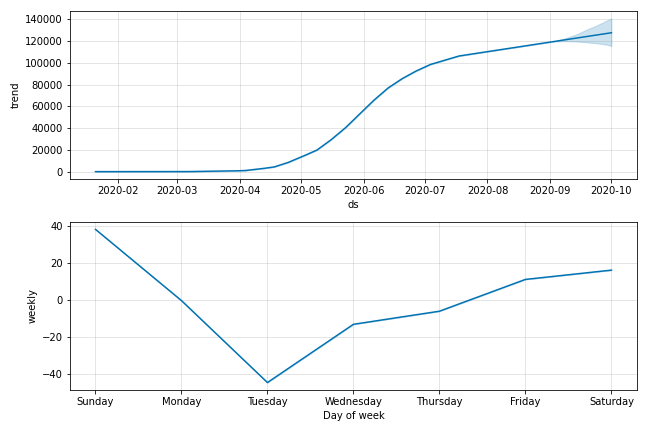 140000
120000
100000
80000
60000
40000
20000
0
trend
2020-02 2020-03 2020-04 2020-05 2020-06 2020-07 2020-08 2020-09 2020-10
ds
40
20
0
−20
−40
weekly
Sunday Monday Tuesday Wednesday Thursday Friday Saturday
Day of week